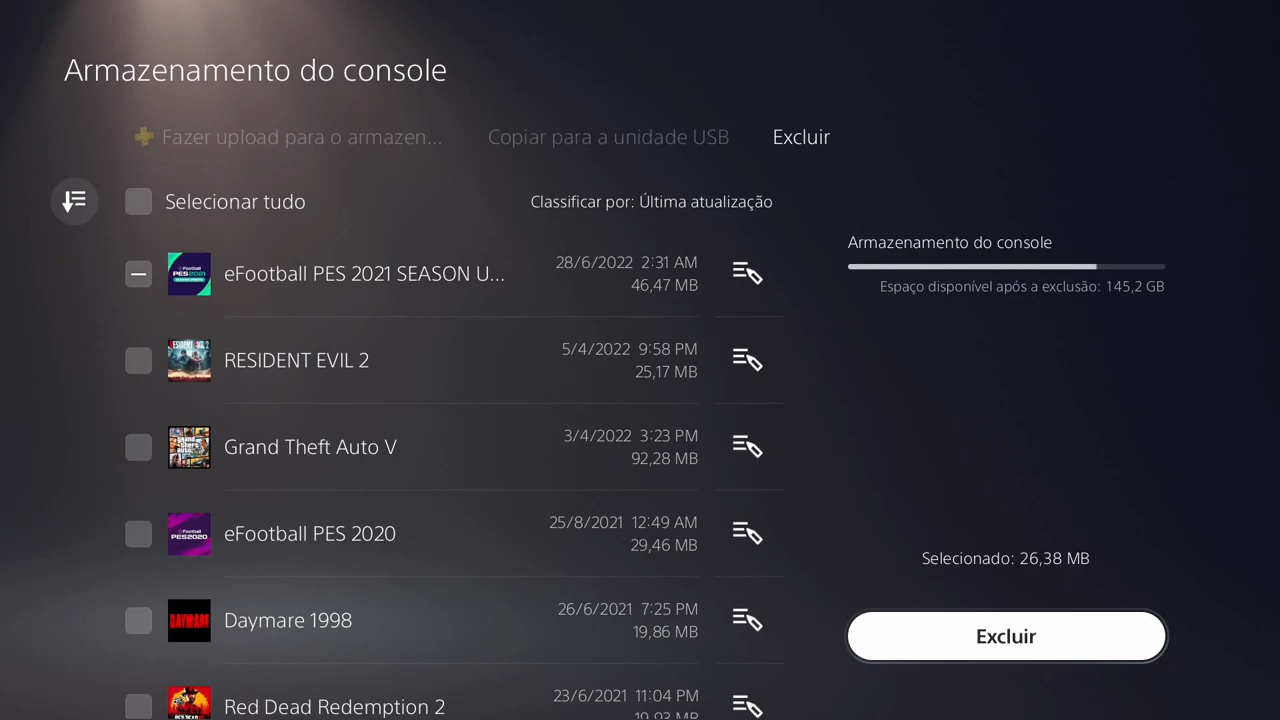 Armazenamento do console
Fazer upload para o armazen...
Copiar para a unidade USB
Excluir
Selecionar tudo
Classificar por: Última atualização
eFootball PES 2021 SEASON U...
28/6/2022 2:31 AM
46,47 MB
RESIDENT EVIL 2
5/4/2022 9:58 PM
25,17 MB
Grand Theft Auto V
3/4/2022 3:23 PM
92,28 MB
eFootball PES 2020
25/8/2021 12:49 AM
29,46 MB
Daymare 1998
26/6/2021 7:25 PM
19,86 MB
Red Dead Redemption 2
23/6/2021 11:04 PM
19,93 MB
Armazenamento do console
Espaço disponível após a exclusão: 145,2 GB
Selecionado: 26,38 MB
Excluir